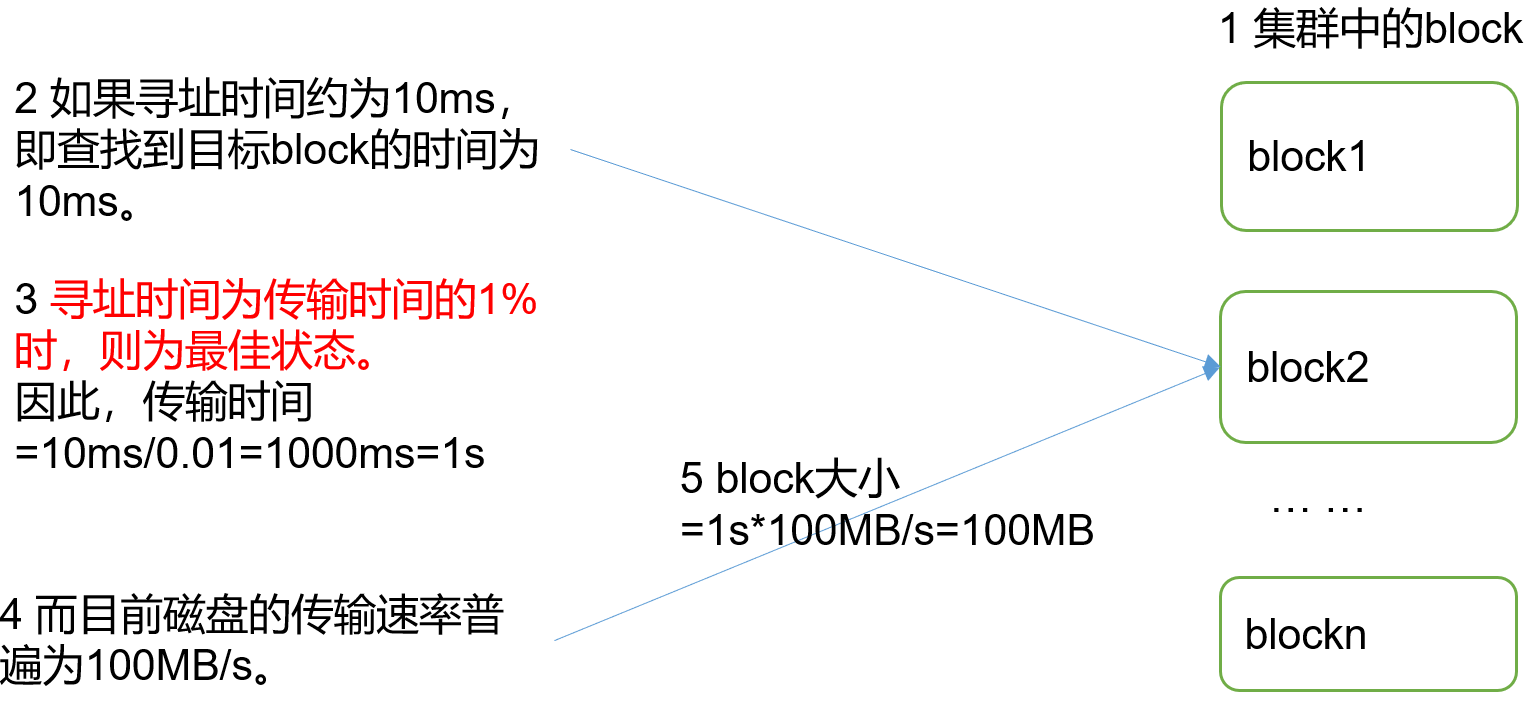 1 集群中的block
2 如果寻址时间约为10ms，
即查找到目标block的时间为
10ms。
block1
3 寻址时间为传输时间的1%
时，则为最佳状态。
因此，传输时间
=10ms/0.01=1000ms=1s
block2
5 block大小
=1s*100MB/s=100MB
… …
4 而目前磁盘的传输速率普
遍为100MB/s。
blockn